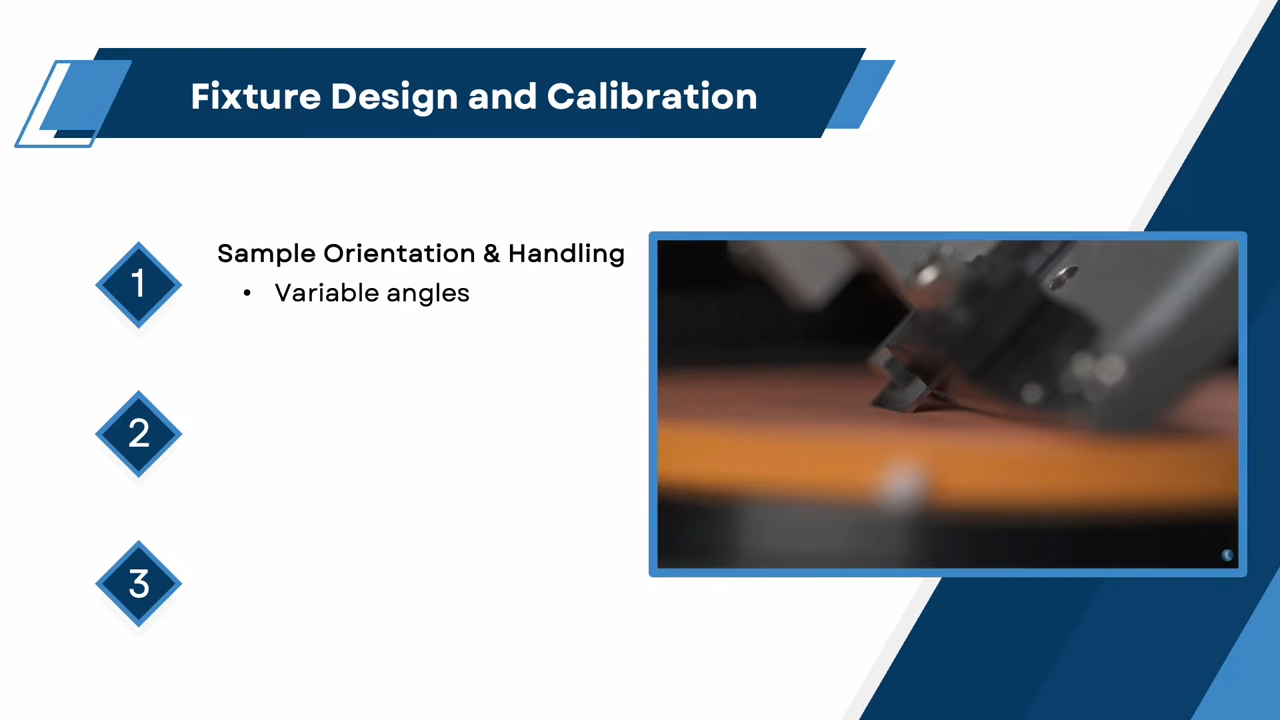 Fixture Design and Calibration
1
Sample Orientation & Handling
• Variable angles
2
3